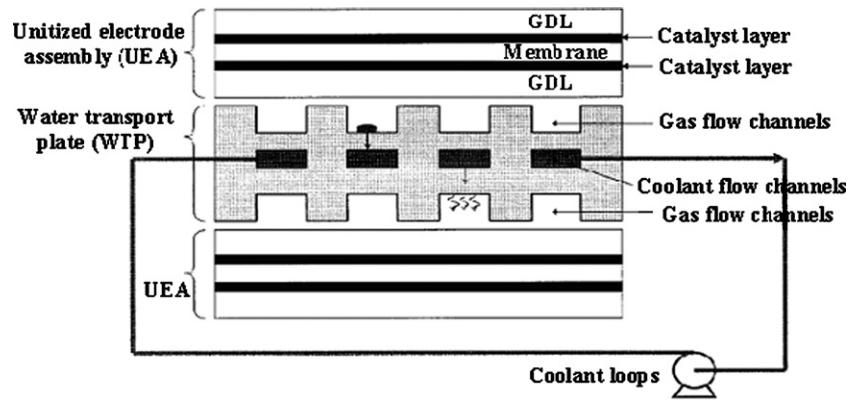 Unitized electrode
assembly (UEA)
GDL
Catalyst layer
Membrane
Catalyst layer
GDL
Water transport
plate (WTP)
Gas flow channels
Coolant flow channels
Gas flow channels
UEA
Coolant loops